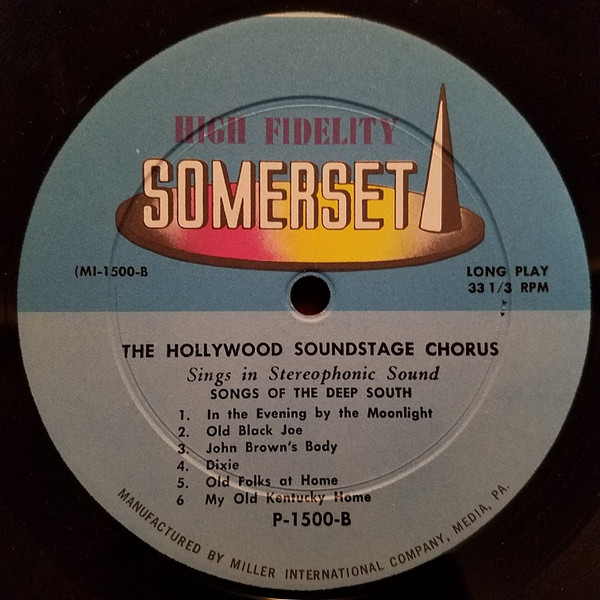 HIGH FIDELITY
SOMERSET
(MI-1500-B
LONG PLAY
33 1/3 RPM
THE HOLLYWOOD SOUNDSTAGE CHORUS
Sings in Stereophonic Sound
SONGS OF THE DEEP SOUTH
1. In the Evening by the Moonlight
2. Old Black Joe
3. John Brown's Body
4. Dixie
5. Old Folks at Home
6 My Old Kentucky Home
P-1500-B
MANUFACTURED BY MILLER INTERNATIONAL COMPANY, MEDIA, PA.